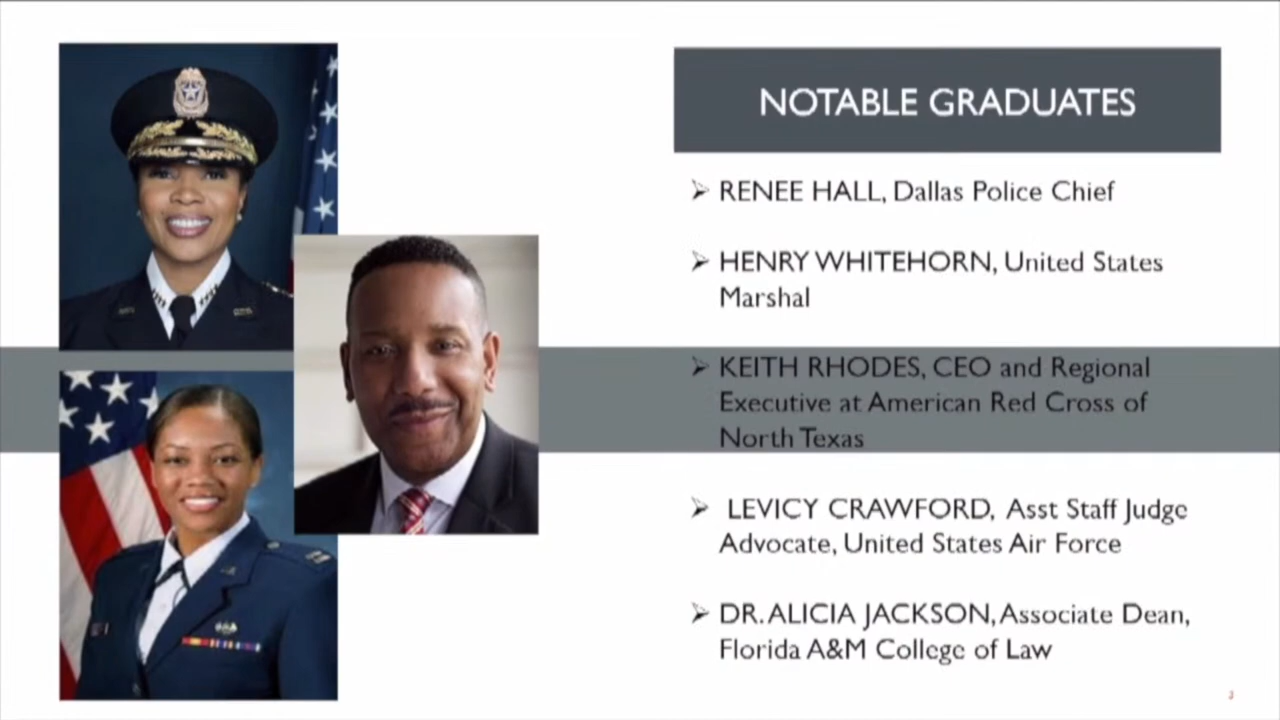 NOTABLE GRADUATES
➢ RENEE HALL, Dallas Police Chief
➢ HENRY WHITEHORN, United States
Marshal
➢ KEITH RHODES, CEO and Regional
Executive at American Red Cross of
North Texas
➢ LEVICY CRAWFORD, Asst Staff Judge
Advocate, United States Air Force
➢ DR. ALICIA JACKSON, Associate Dean,
Florida A&M College of Law
3